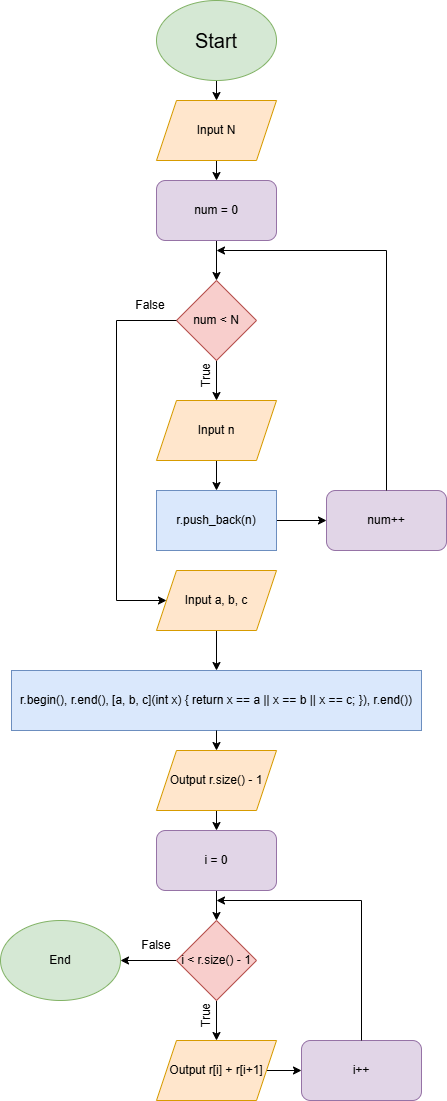 Start
Input N
num = 0
num < N
False
True
Input n
r.push_back(n)
num++
Input a, b, c
r.begin(), r.end(), [a, b, c](int x) { return x == a || x == b || x == c; }), r.end())
Output r.size() - 1
i = 0
i < r.size() - 1
False
End
True
Output r[i] + r[i+1]
i++